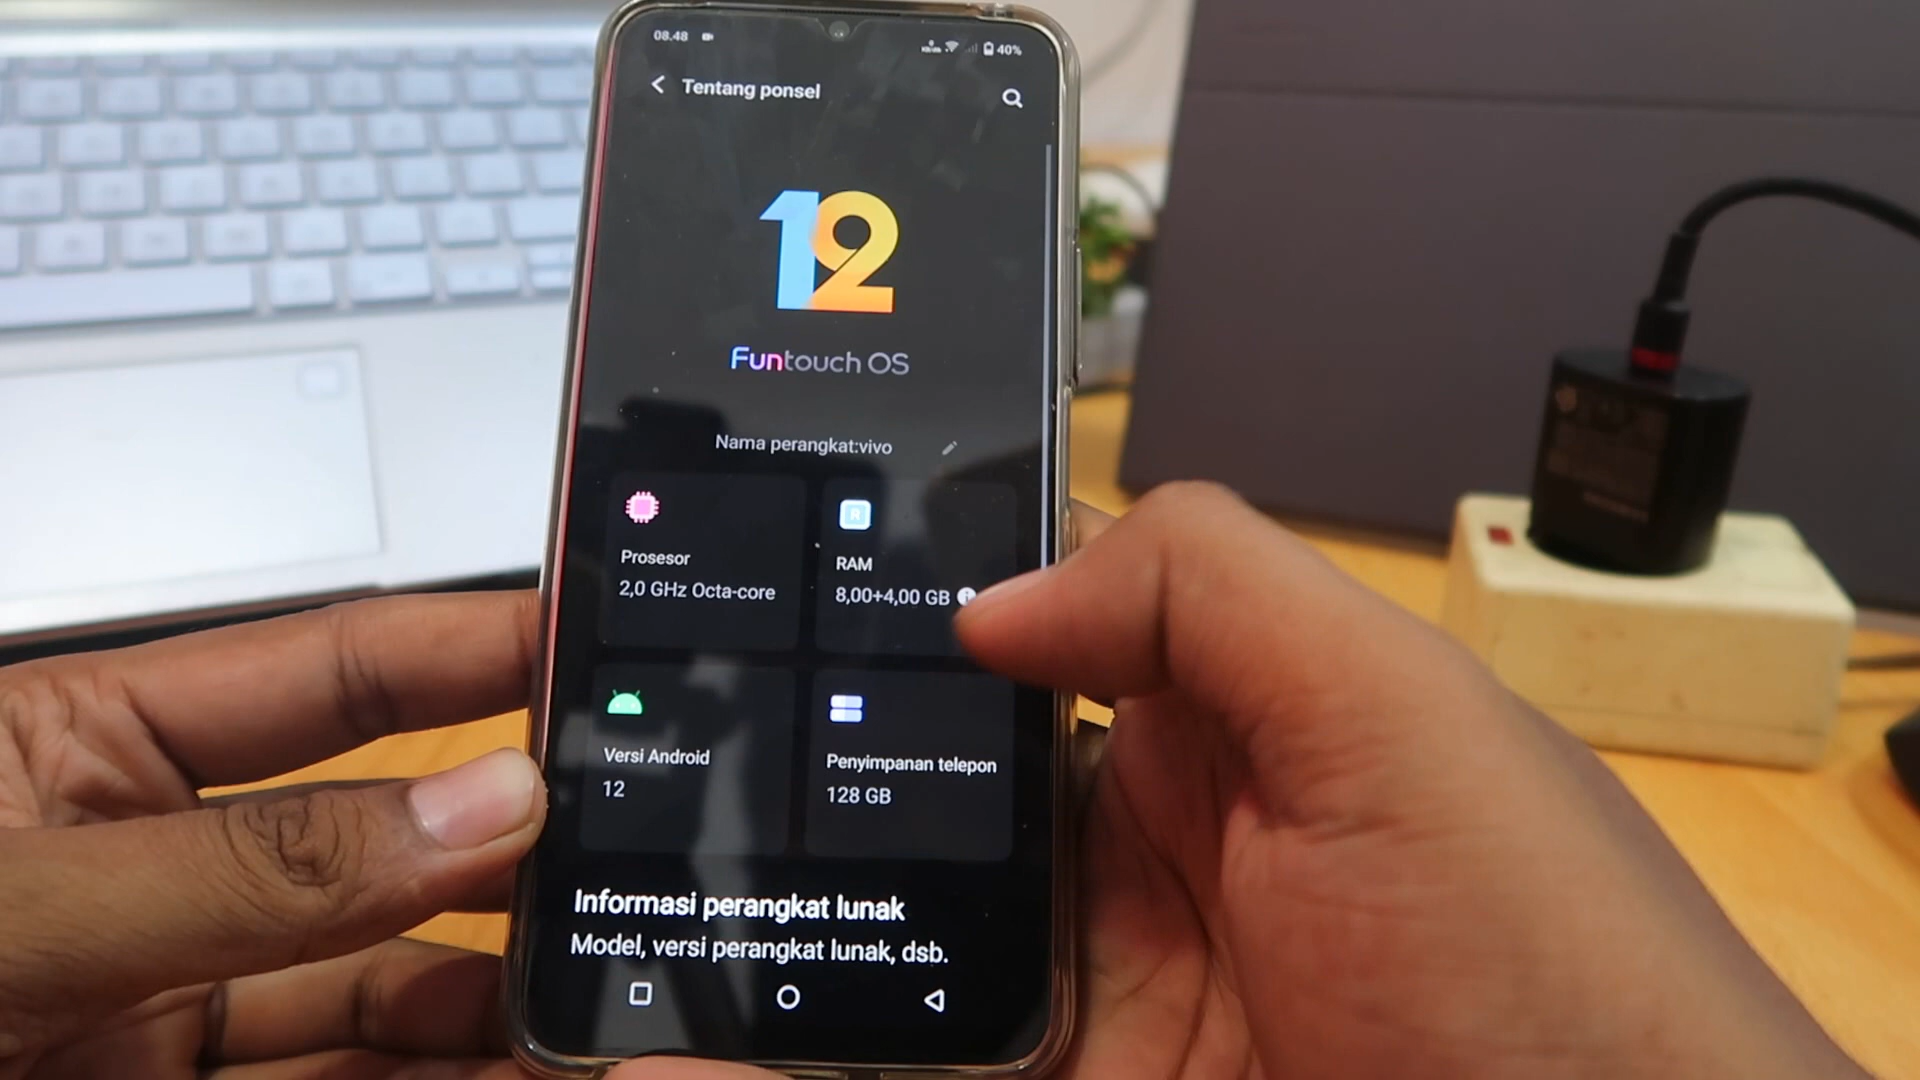 08.48
40%
Tentang ponsel
12
Funtouch OS
Nama perangkat:vivo
Prosesor
2,0 GHz Octa-core
R
RAM
8,00+4,00 GB
Versi Android
12
Penyimpanan telepon
128 GB
Informasi perangkat lunak
Model, versi perangkat lunak, dsb.